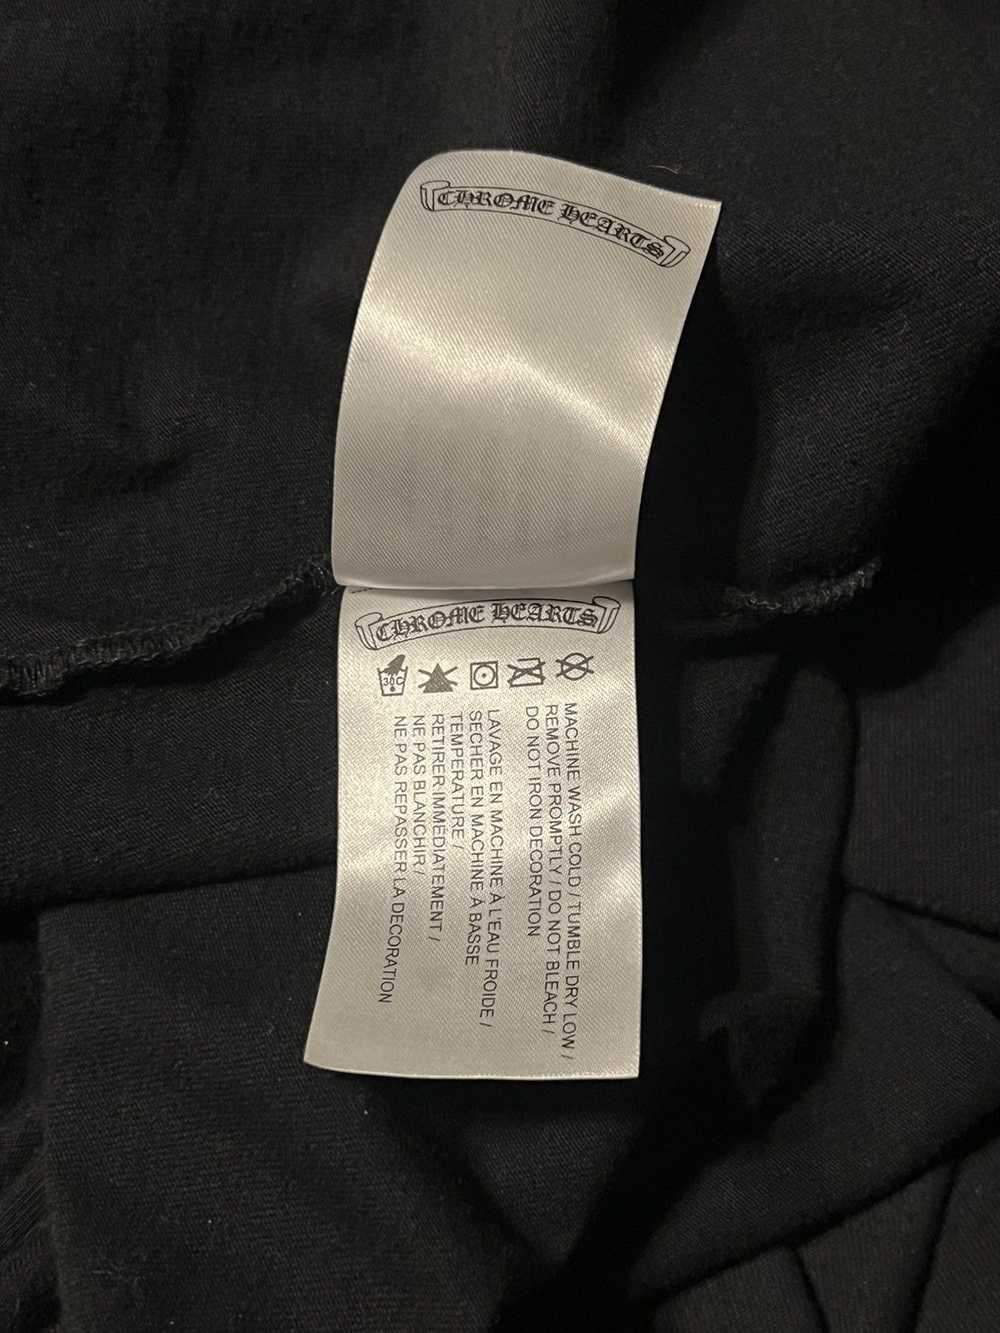 CHROME HEARTS
CHROME HEARTS
30C
MACHINE WASH COLD / TUMBLE DRY LOW /
REMOVE PROMPTLY / DO NOT BLEACH /
DO NOT IRON DECORATION
LAVAGE EN MACHINE À L'EAU FROIDE /
SECHER EN MACHINE À BASSE
TEMPERATURE /
RETIRER IMMEDIATEMENT /
NE PAS BLANCHIR /
NE PAS REPASSER LA DECORATION